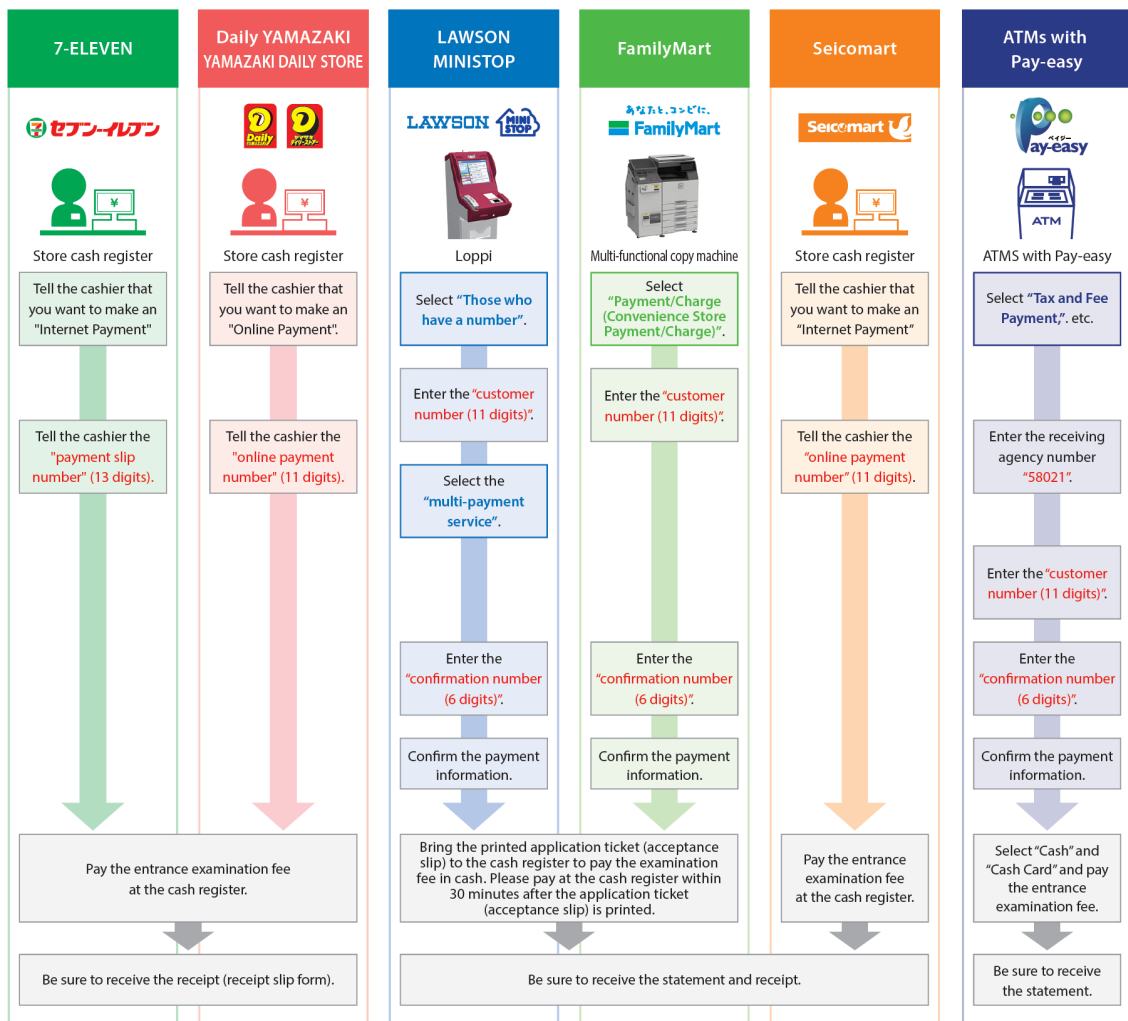 7-ELEVEN
セブン-イレブン
Store cash register
Tell the cashier that
you want to make an
"Internet Payment"
Tell the cashier the
"payment slip
number" (13 digits).
Daily YAMAZAKI
YAMAZAKI DAILY STORE
Daily
Store cash register
Tell the cashier that
you want to make an
"Online Payment".
Tell the cashier the
"online payment
number" (11 digits).
Pay the entrance examination fee
at the cash register.
Be sure to receive the receipt (receipt slip form).
LAWSON
MINISTOP
LAWSON
MINI
STOP
Loppi
Select “Those who
have a number”.
Enter the “customer
number (11 digits)”.
Select the
“multi-payment
service”.
Enter the
“confirmation number
(6 digits)”.
Confirm the payment
information.
FamilyMart
あなたと、コンビに、
FamilyMart
Multi-functional copy machine
Select
“Payment/Charge
(Convenience Store
Payment/Charge)”.
Enter the “customer
number (11 digits)”.
Enter the
“confirmation number
(6 digits)”.
Confirm the payment
information.
Bring the printed application ticket (acceptance
slip) to the cash register to pay the examination
fee in cash. Please pay at the cash register within
30 minutes after the application ticket
(acceptance slip) is printed.
Seicomart
Seicomart
Store cash register
Tell the cashier that
you want to make an
“Internet Payment”
Tell the cashier the
“online payment
number” (11 digits).
Pay the entrance
examination fee
at the cash register.
Be sure to receive the statement and receipt.
ATMs with
Pay-easy
ペイジー
Pay-easy
ATM
ATMS with Pay-easy
Select “Tax and Fee
Payment,”. etc.
Enter the receiving
agency number
“58021”.
Enter the “customer
number (11 digits)”.
Enter the
“confirmation number
(6 digits)”.
Confirm the payment
information.
Select “Cash” and
“Cash Card” and pay
the entrance
examination fee.
Be sure to receive
the statement.